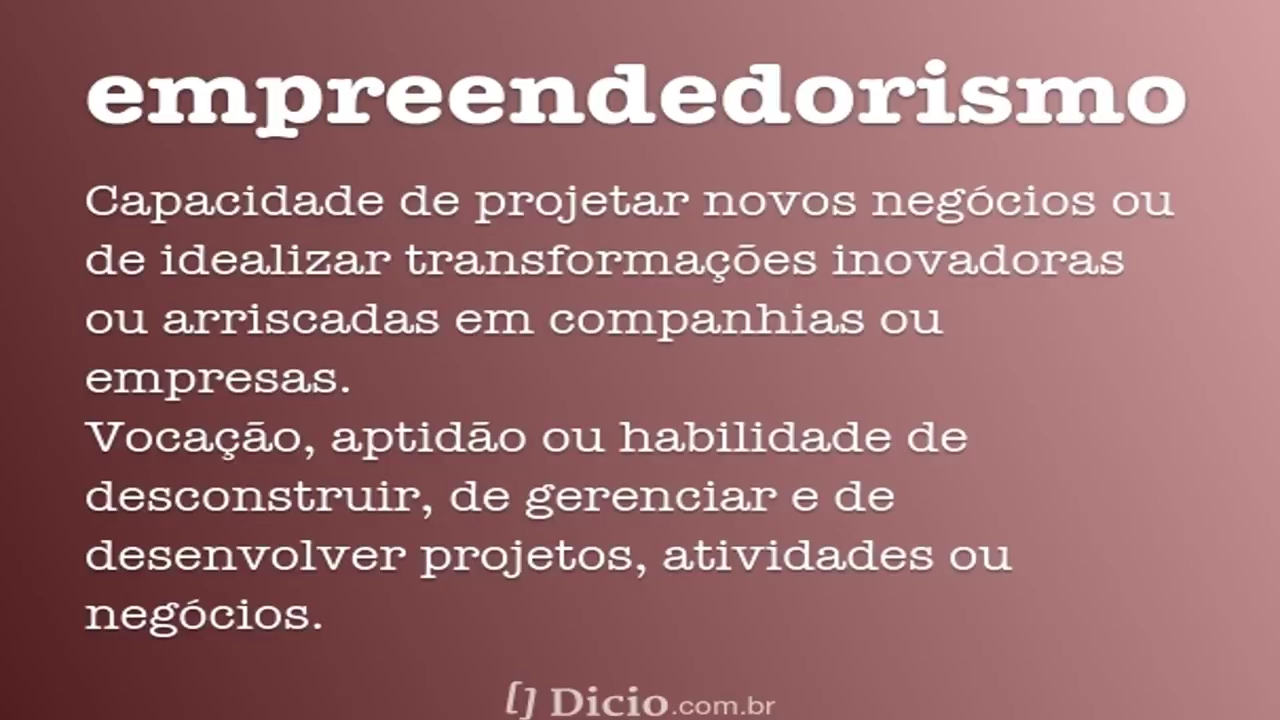 empreendedorismo
Capacidade de projetar novos negócios ou
de idealizar transformações inovadoras
ou arriscadas em companhias ou
empresas.
Vocação, aptidão ou habilidade de
desconstruir, de gerenciar e de
desenvolver projetos, atividades ou
negócios.
[] Dicio.com.br